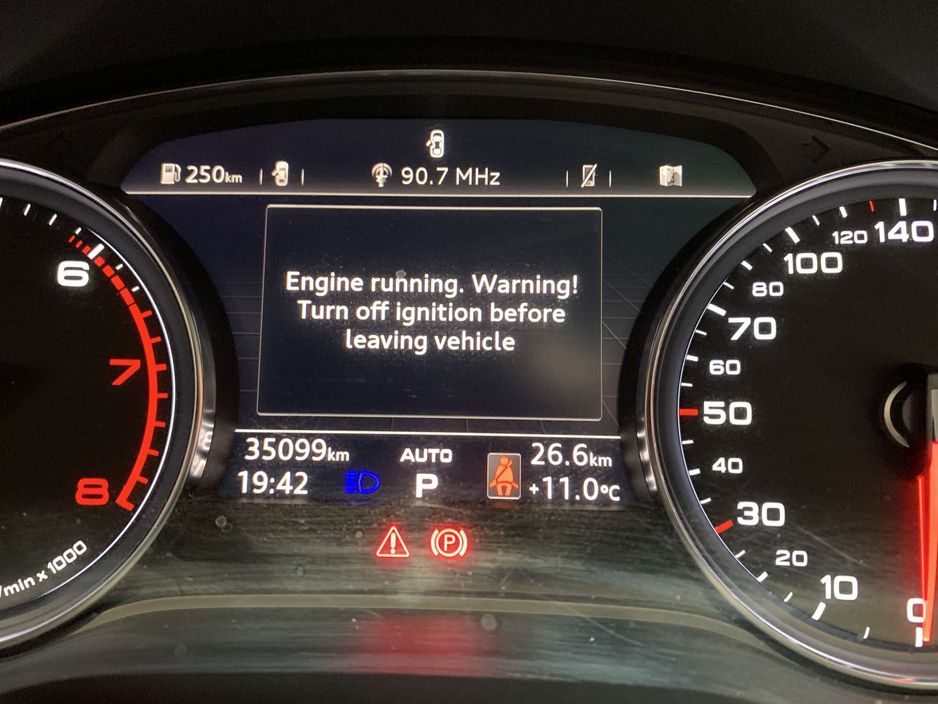 250km
90.7 MHz
Engine running. Warning!
Turn off ignition before
leaving vehicle
35099km
AUTO
26.6km
19:42
P
+11.0°C
P
6
7
8
/min x 1000
140
120
100
80
70
60
50
40
30
20
10
0